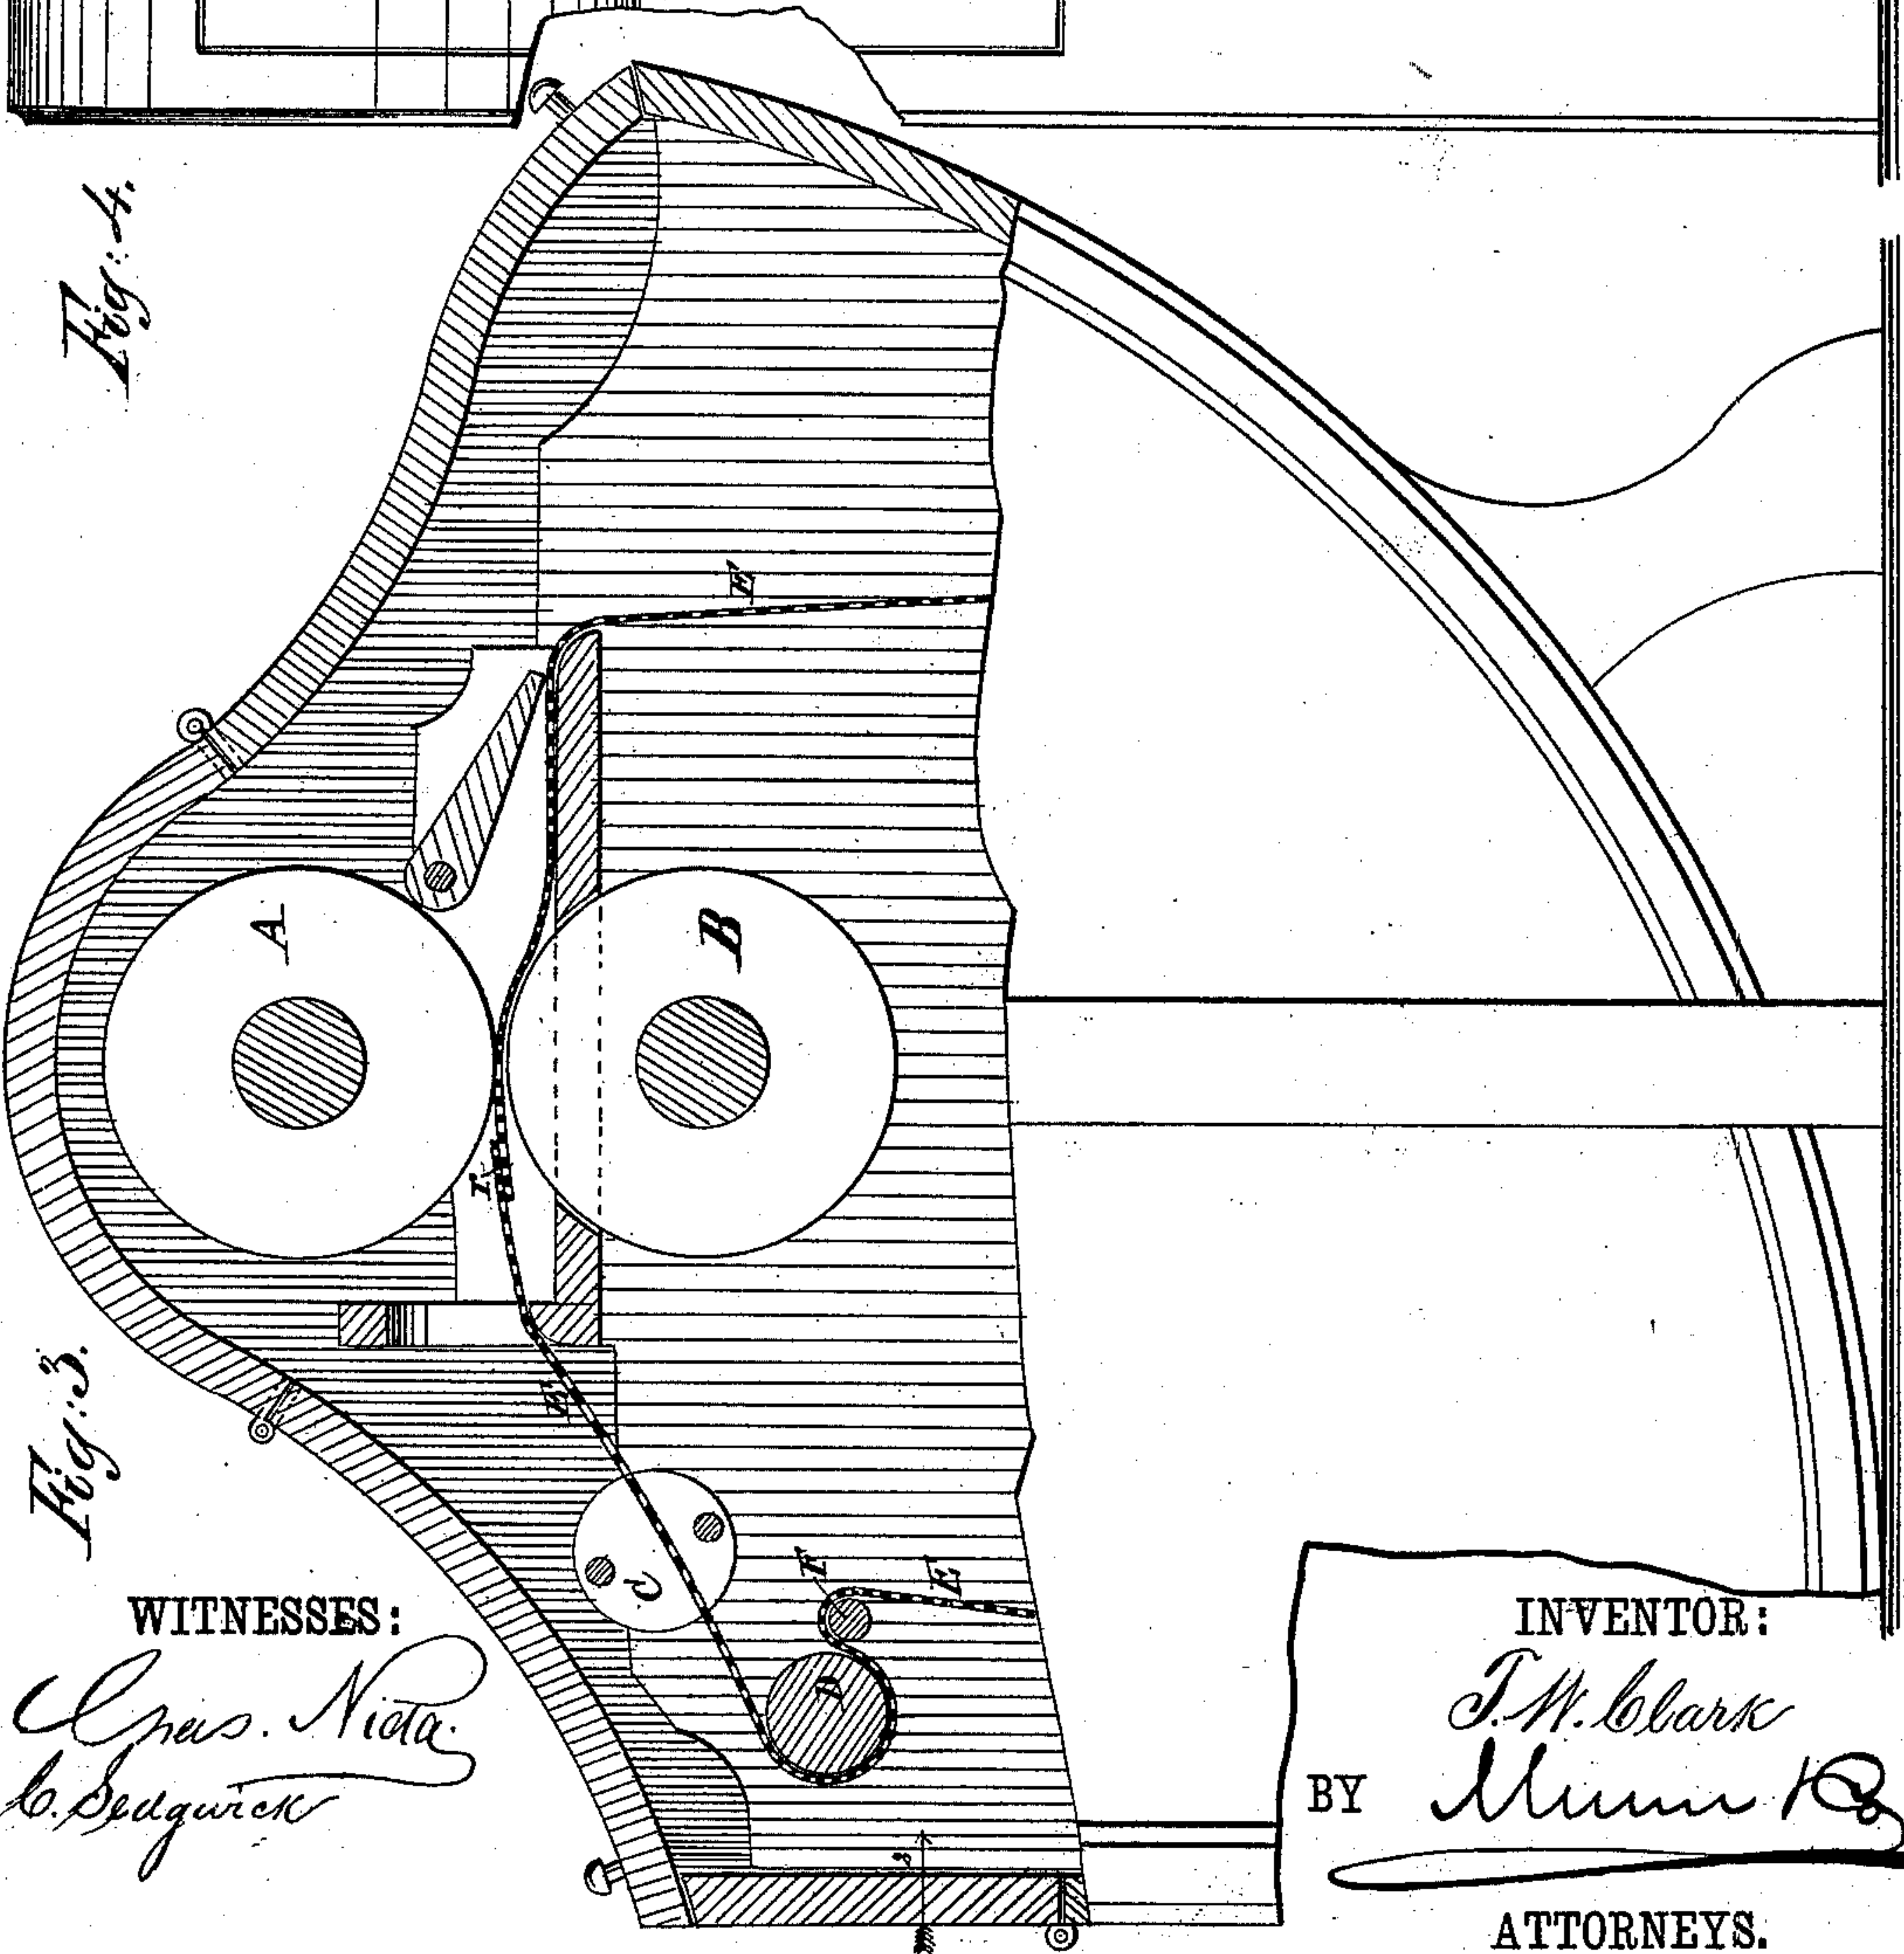 Fig: 4.
E
A
B
I
Fig: 3.
E
C
F
E
D
WITNESSES:
Chas. Nida.
C. Sedgwick
INVENTOR:
T. W. Clark
BY Munn & Co
ATTORNEYS.